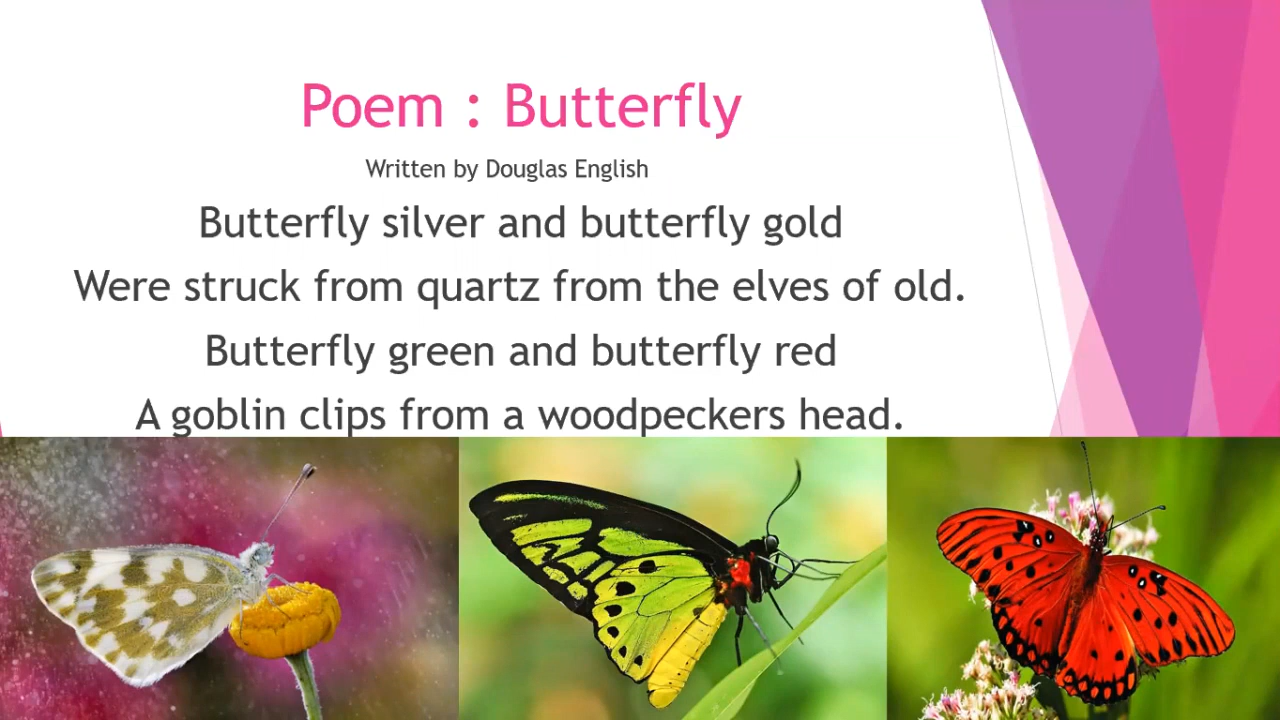 Poem : Butterfly
Written by Douglas English
Butterfly silver and butterfly gold
Were struck from quartz from the elves of old.
Butterfly green and butterfly red
A goblin clips from a woodpeckers head.